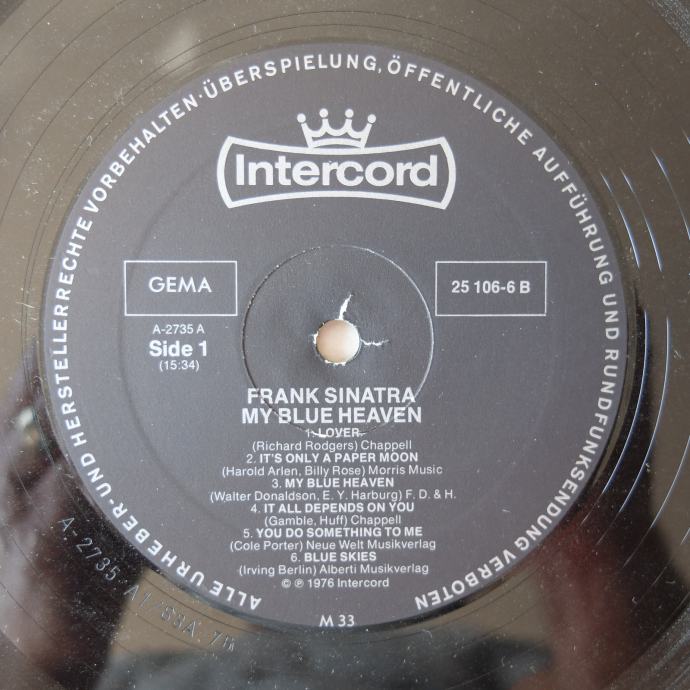 ALLE URHEBER- UND HERSTELLERRECHTE VORBEHALTEN · ÜBERSPIELUNG, ÖFFENTLICHE AUFFÜHRUNG UND RUNDFUNKSENDUNG VERBOTEN
Intercord
GEMA
25 106-6 B
A-2735 A
Side 1
(15:34)
FRANK SINATRA
MY BLUE HEAVEN
1. LOVER
(Richard Rodgers) Chappell
2. IT'S ONLY A PAPER MOON
(Harold Arlen, Billy Rose) Morris Music
3. MY BLUE HEAVEN
(Walter Donaldson, E. Y. Harburg) F. D. & H.
4. IT ALL DEPENDS ON YOU
(Gamble, Huff) Chappell
5. YOU DO SOMETHING TO ME
(Cole Porter) Neue Welt Musikverlag
6. BLUE SKIES
(Irving Berlin) Alberti Musikverlag
© ℗ 1976 Intercord
M 33
A-2735